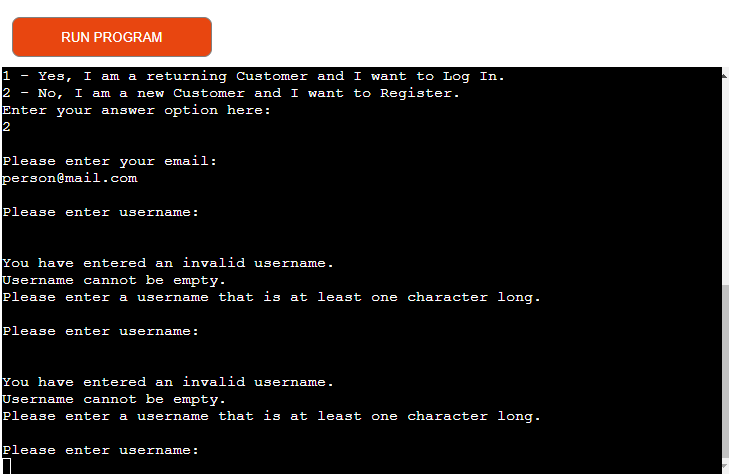 RUN PROGRAM
1 - Yes, I am a returning Customer and I want to Log In.
2 - No, I am a new Customer and I want to Register.
Enter your answer option here:
2
Please enter your email:
person@mail.com
Please enter username:
You have entered an invalid username.
Username cannot be empty.
Please enter a username that is at least one character long.
Please enter username:
You have entered an invalid username.
Username cannot be empty.
Please enter a username that is at least one character long.
Please enter username: